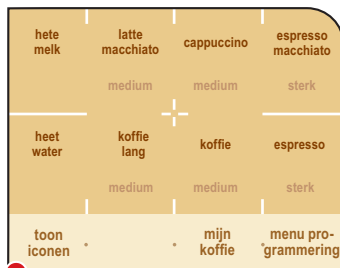 hete melk
latte macchiato
cappuccino
espresso macchiato
medium
medium
sterk
heet water
koffie lang
koffie
espresso
medium
medium
sterk
toon iconen
mijn koffie
menu pro-
grammering